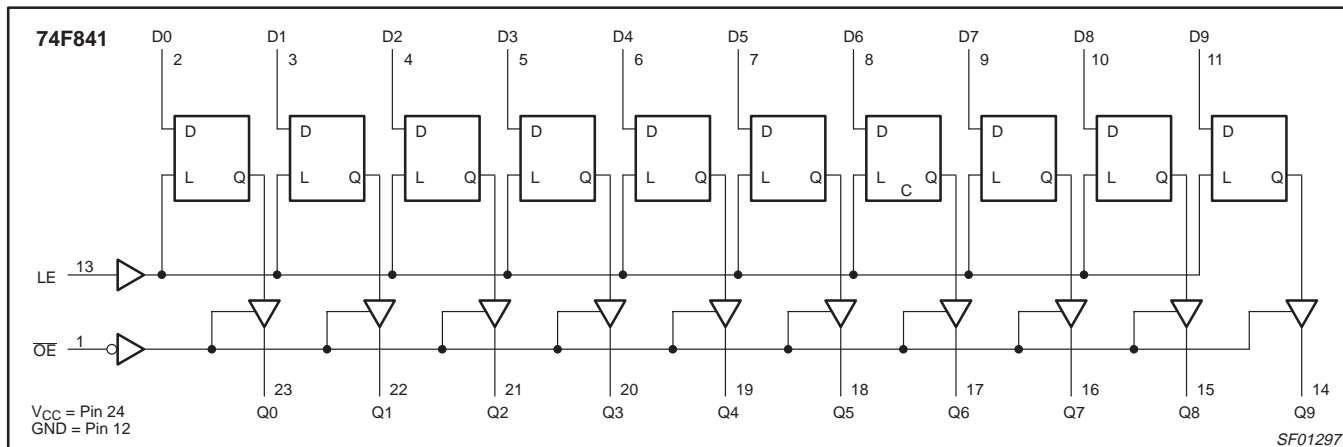 74F841
D0 D1 D2 D3 D4 D5 D6 D7 D8 D9
2 3 4 5 6 7 8 9 10 11
D D D D D D D D D D
L Q L Q L Q L Q L Q L Q L Q L Q L Q L Q
C
LE 13
OE 1
23 22 21 20 19 18 17 16 15 14
Q0 Q1 Q2 Q3 Q4 Q5 Q6 Q7 Q8 Q9
VCC = Pin 24
GND = Pin 12
SF01297